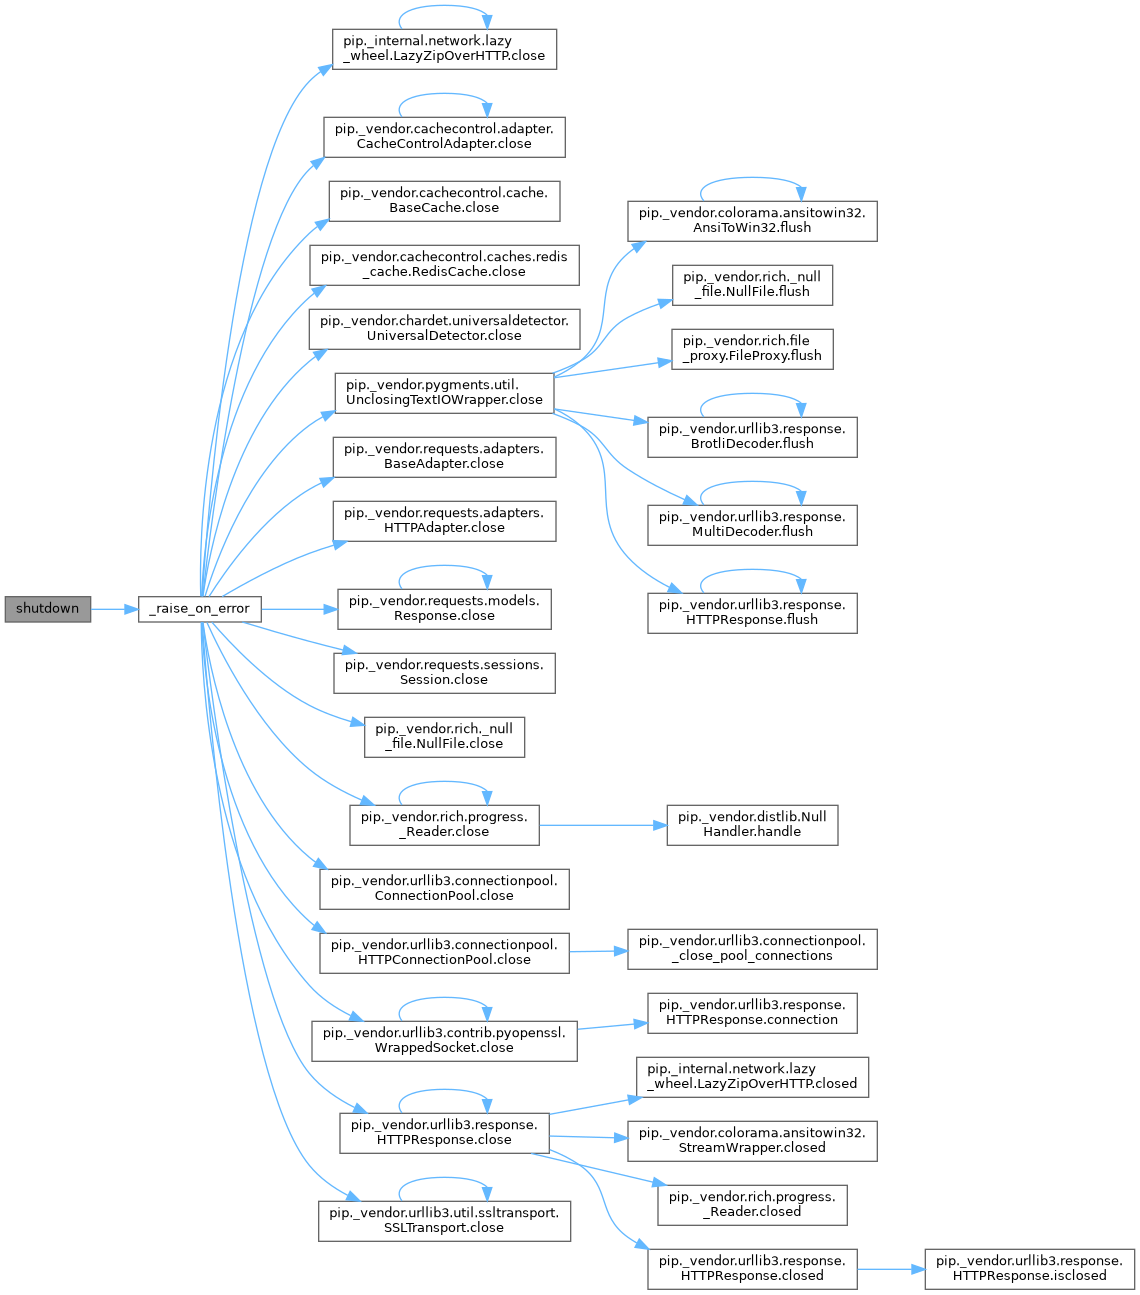 pip._internal.network.lazy
_wheel.LazyZipOverHTTP.close
pip._vendor.cachecontrol.adapter.
CacheControlAdapter.close
pip._vendor.cachecontrol.cache.
BaseCache.close
pip._vendor.cachecontrol.caches.redis
_cache.RedisCache.close
pip._vendor.chardet.universaldetector.
UniversalDetector.close
pip._vendor.pygments.util.
UnclosingTextIOWrapper.close
pip._vendor.colorama.ansitowin32.
AnsiToWin32.flush
pip._vendor.rich._null
_file.NullFile.flush
pip._vendor.rich.file
_proxy.FileProxy.flush
pip._vendor.urllib3.response.
BrotliDecoder.flush
pip._vendor.urllib3.response.
MultiDecoder.flush
pip._vendor.urllib3.response.
HTTPResponse.flush
pip._vendor.requests.adapters.
BaseAdapter.close
pip._vendor.requests.adapters.
HTTPAdapter.close
shutdown
_raise_on_error
pip._vendor.requests.models.
Response.close
pip._vendor.requests.sessions.
Session.close
pip._vendor.rich._null
_file.NullFile.close
pip._vendor.rich.progress.
_Reader.close
pip._vendor.distlib.Null
Handler.handle
pip._vendor.urllib3.connectionpool.
ConnectionPool.close
pip._vendor.urllib3.connectionpool.
HTTPConnectionPool.close
pip._vendor.urllib3.connectionpool.
_close_pool_connections
pip._vendor.urllib3.contrib.pyopenssl.
WrappedSocket.close
pip._vendor.urllib3.response.
HTTPResponse.connection
pip._vendor.urllib3.response.
HTTPResponse.close
pip._internal.network.lazy
_wheel.LazyZipOverHTTP.closed
pip._vendor.colorama.ansitowin32.
StreamWrapper.closed
pip._vendor.rich.progress.
_Reader.closed
pip._vendor.urllib3.response.
HTTPResponse.closed
pip._vendor.urllib3.response.
HTTPResponse.isclosed
pip._vendor.urllib3.util.ssltransport.
SSLTransport.close